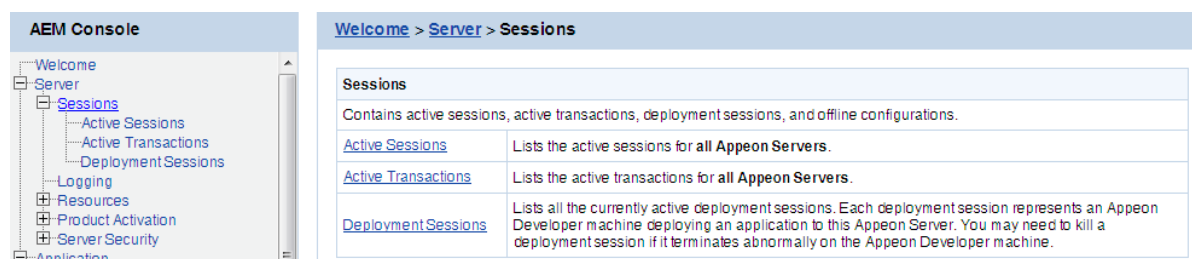 AEM Console
Welcome
Server
Sessions
Active Sessions
Active Transactions
Deployment Sessions
Logging
Resources
Product Activation
Server Security
Application
Welcome > Server > Sessions
Sessions
Contains active sessions, active transactions, deployment sessions, and offline configurations.
Active Sessions Lists the active sessions for all Appeon Servers.
Active Transactions Lists the active transactions for all Appeon Servers.
Lists all the currently active deployment sessions. Each deployment session represents an Appeon
Deployment Sessions Developer machine deploying an application to this Appeon Server. You may need to kill a
deployment session if it terminates abnormally on the Appeon Developer machine.